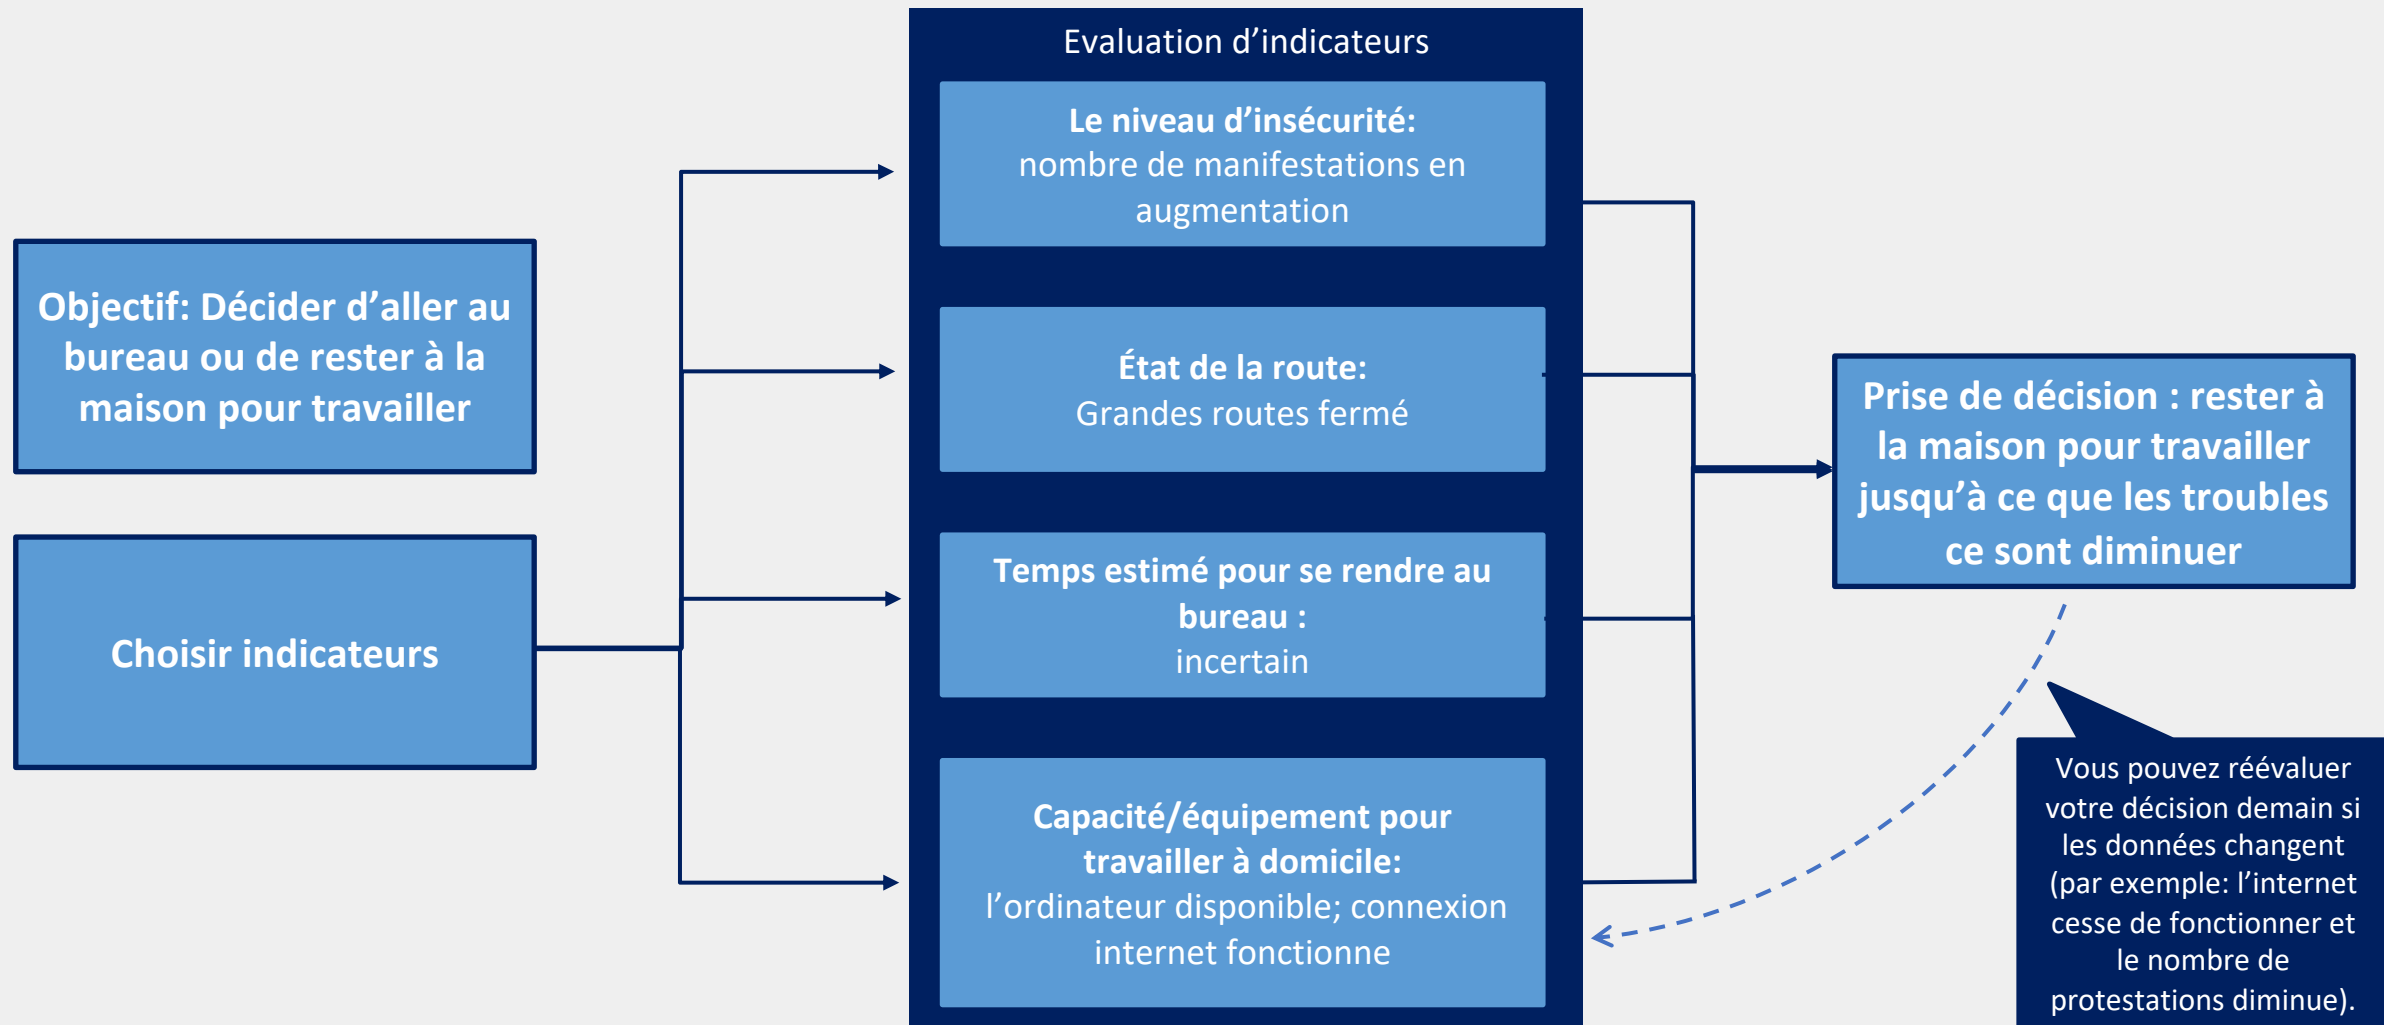 Objectif: Décider d’aller au
bureau ou de rester à la
maison pour travailler
Choisir indicateurs
Evaluation d’indicateurs
Le niveau d’insécurité:
nombre de manifestations en
augmentation
État de la route:
Grandes routes fermé
Temps estimé pour se rendre au
bureau :
incertain
Capacité/équipement pour
travailler à domicile:
l’ordinateur disponible; connexion
internet fonctionne
Prise de décision : rester à
la maison pour travailler
jusqu’à ce que les troubles
ce sont diminuer
Vous pouvez réévaluer
votre décision demain si
les données changent
(par exemple: l’internet
cesse de fonctionner et
le nombre de
protestations diminue).